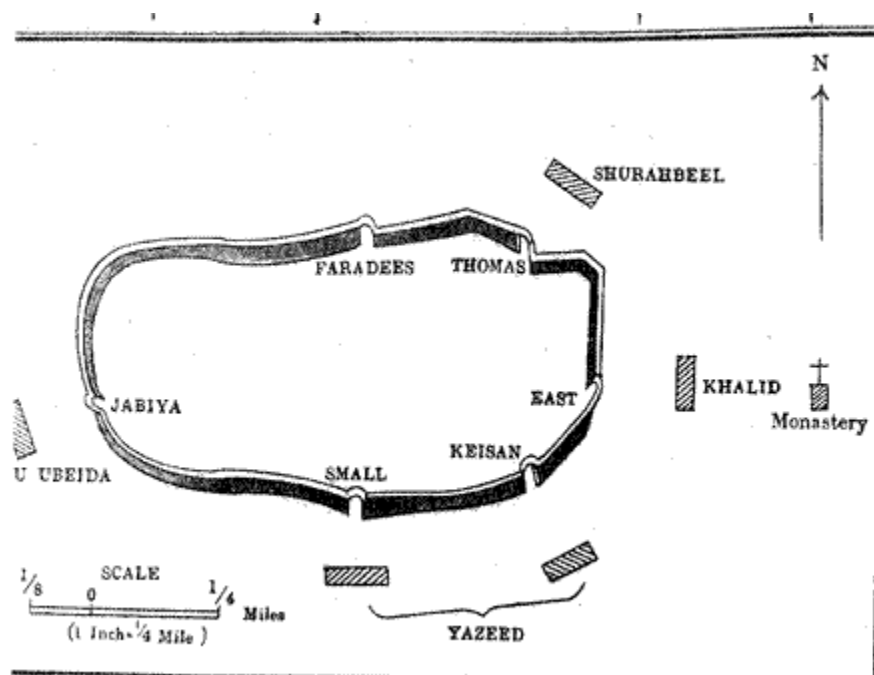 N
SHURAHBEEL
FARADEES
THOMAS
JABIYA
EAST
KHALID
Monastery
KEISAN
U UBEIDA
SMALL
1/8 0 1/4 Miles
SCALE
(1 Inch=1/4 Mile)
YAZEED